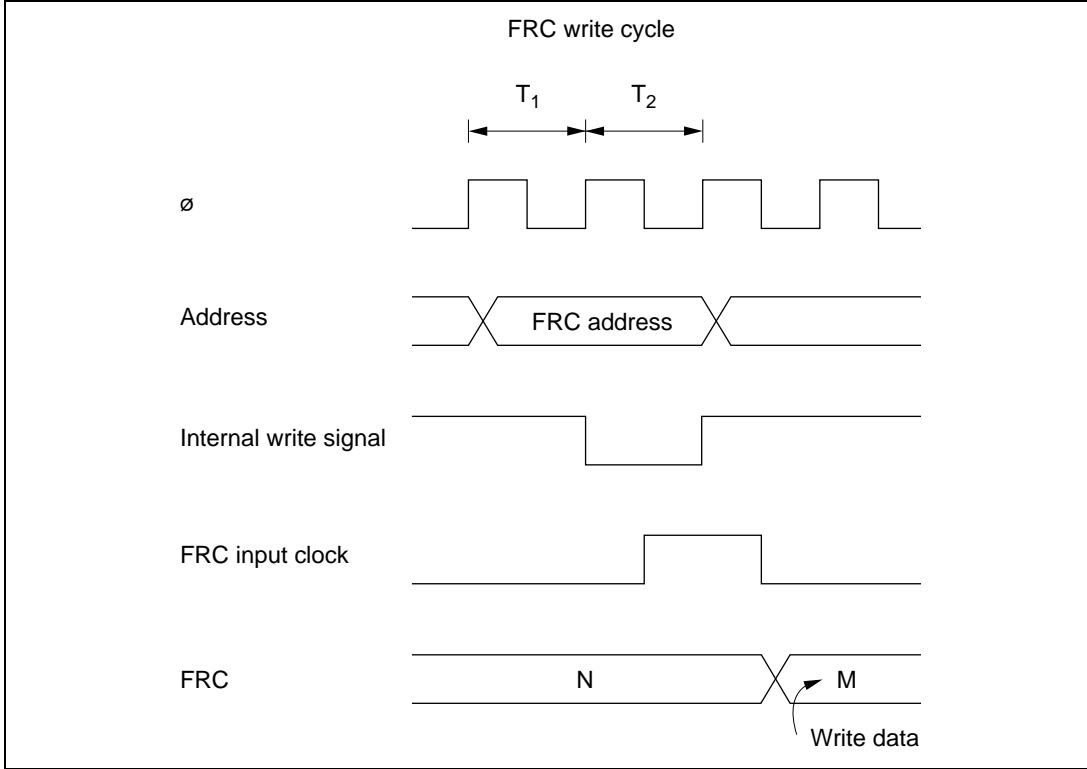 FRC write cycle
T1 T2
ø
Address FRC address
Internal write signal
FRC input clock
FRC N M
Write data